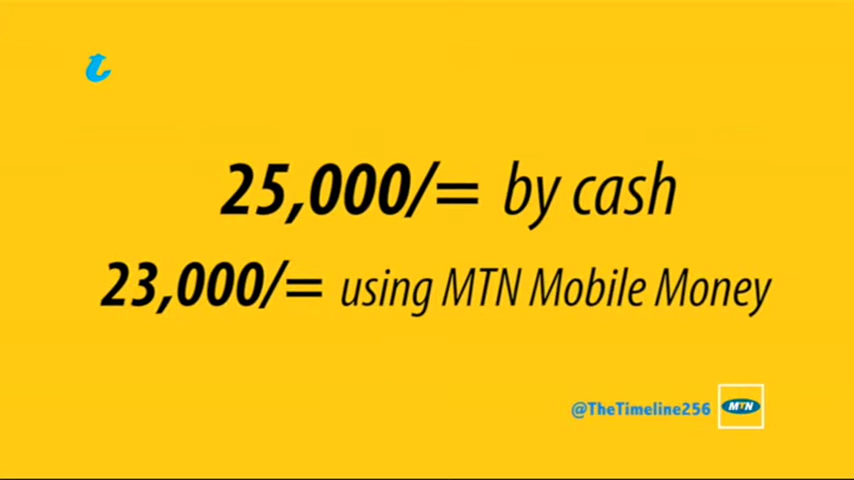 t
25,000/= by cash
23,000/= using MTN Mobile Money
@TheTimeline256 MTN